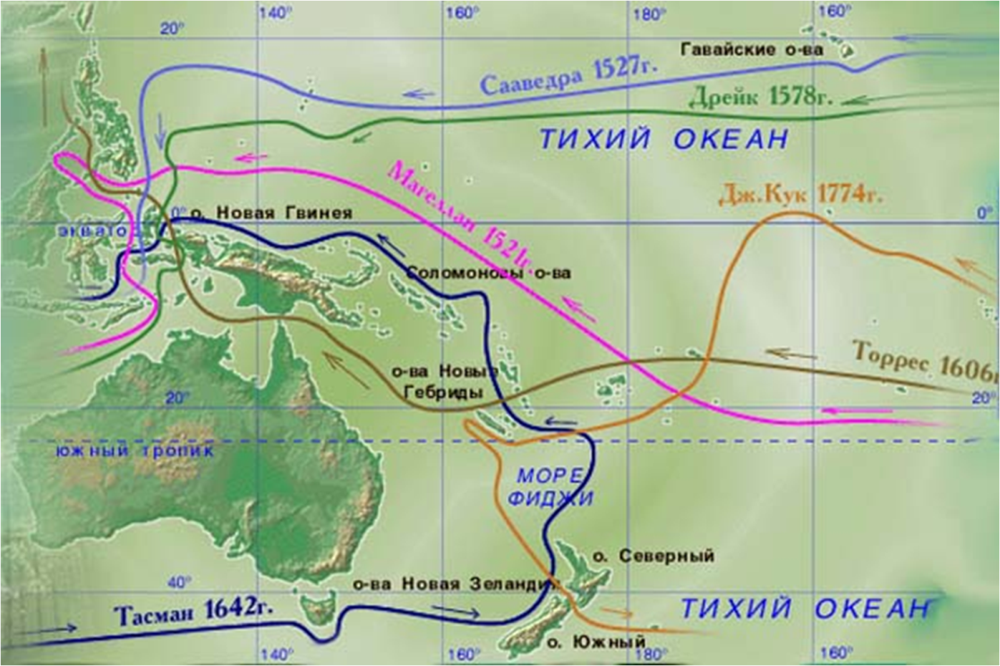 140°
160°
180°
160°
20°
Гавайские о-ва
Сааведра 1527г.
Дрейк 1578г.
ТИХИЙ ОКЕАН
Магеллан 1521г.
Дж.Кук 1774г.
0°
о. Новая Гвинея
0°
эквато
Соломоновы о-ва
Торрес 1606г
о-ва Новые
Гебриды
20°
20°
южный тропик
МОРЕ
ФИДЖИ
о. Северный
40°
о-ва Новая Зеландия
Тасман 1642г.
ТИХИЙ ОКЕАН
о. Южный
140°
160°
180°
160°